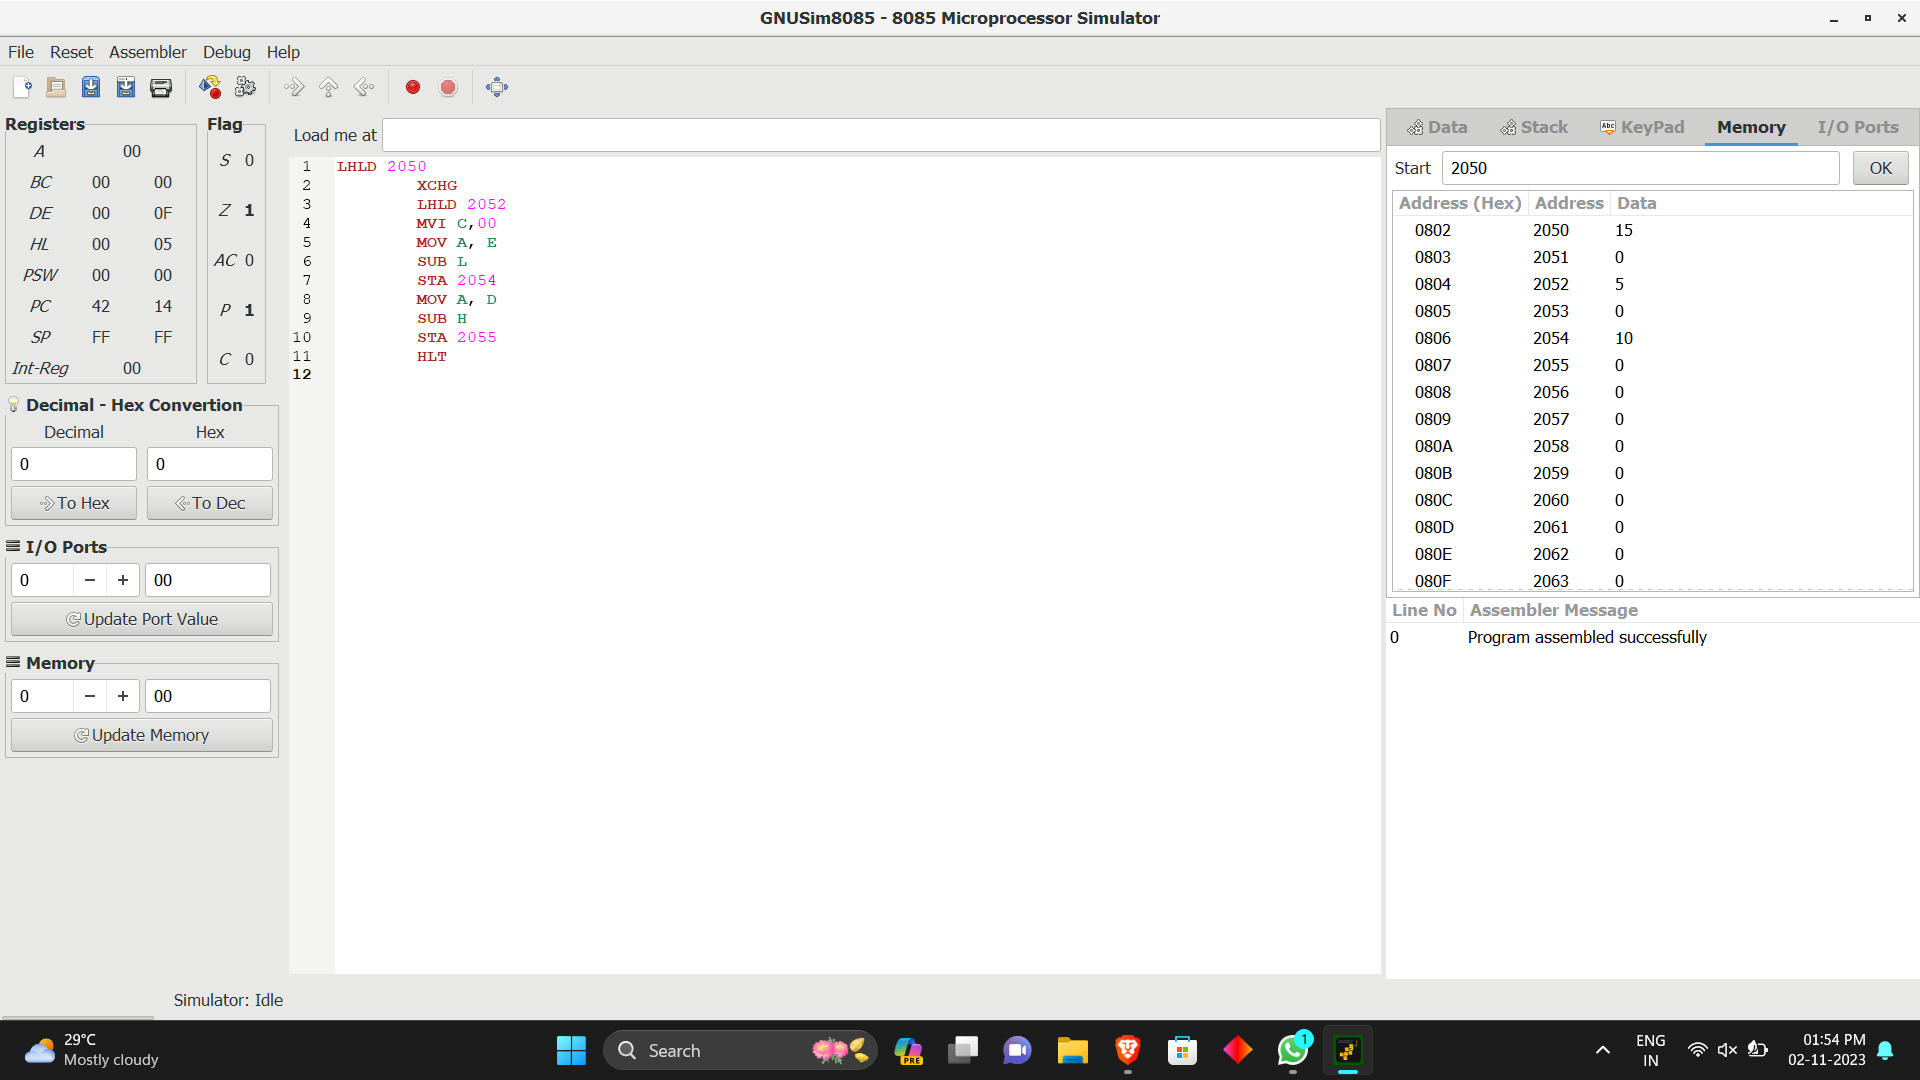 GNUSim8085 - 8085 Microprocessor Simulator
File Reset Assembler Debug Help
Registers
A 00
BC 00 00
DE 00 0F
HL 00 05
PSW 00 00
PC 42 14
SP FF FF
Int-Reg 00
Flag
S 0
Z 1
AC 0
P 1
C 0
Decimal - Hex Convertion
Decimal Hex
0 0
To Hex To Dec
I/O Ports
0 − + 00
Update Port Value
Memory
0 − + 00
Update Memory
Load me at
1 LHLD 2050
2 XCHG
3 LHLD 2052
4 MVI C,00
5 MOV A, E
6 SUB L
7 STA 2054
8 MOV A, D
9 SUB H
10 STA 2055
11 HLT
12
Data Stack Abc KeyPad Memory I/O Ports
Start 2050 OK
Address (Hex) Address Data
0802 2050 15
0803 2051 0
0804 2052 5
0805 2053 0
0806 2054 10
0807 2055 0
0808 2056 0
0809 2057 0
080A 2058 0
080B 2059 0
080C 2060 0
080D 2061 0
080E 2062 0
080F 2063 0
Line No Assembler Message
0 Program assembled successfully
Simulator: Idle
29°C
Mostly cloudy
Search
PRE
1
ENG
IN
01:54 PM
02-11-2023